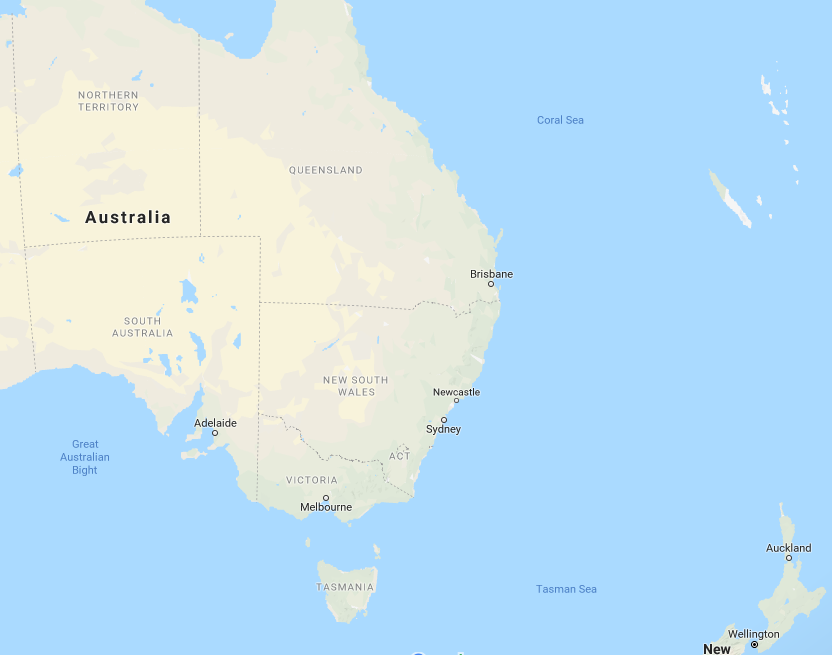 NORTHERN
TERRITORY
Coral Sea
QUEENSLAND
Australia
Brisbane
SOUTH
AUSTRALIA
NEW SOUTH
WALES
Newcastle
Adelaide
Sydney
Great
Australian
Bight
ACT
VICTORIA
Melbourne
Auckland
TASMANIA
Tasman Sea
Wellington
New